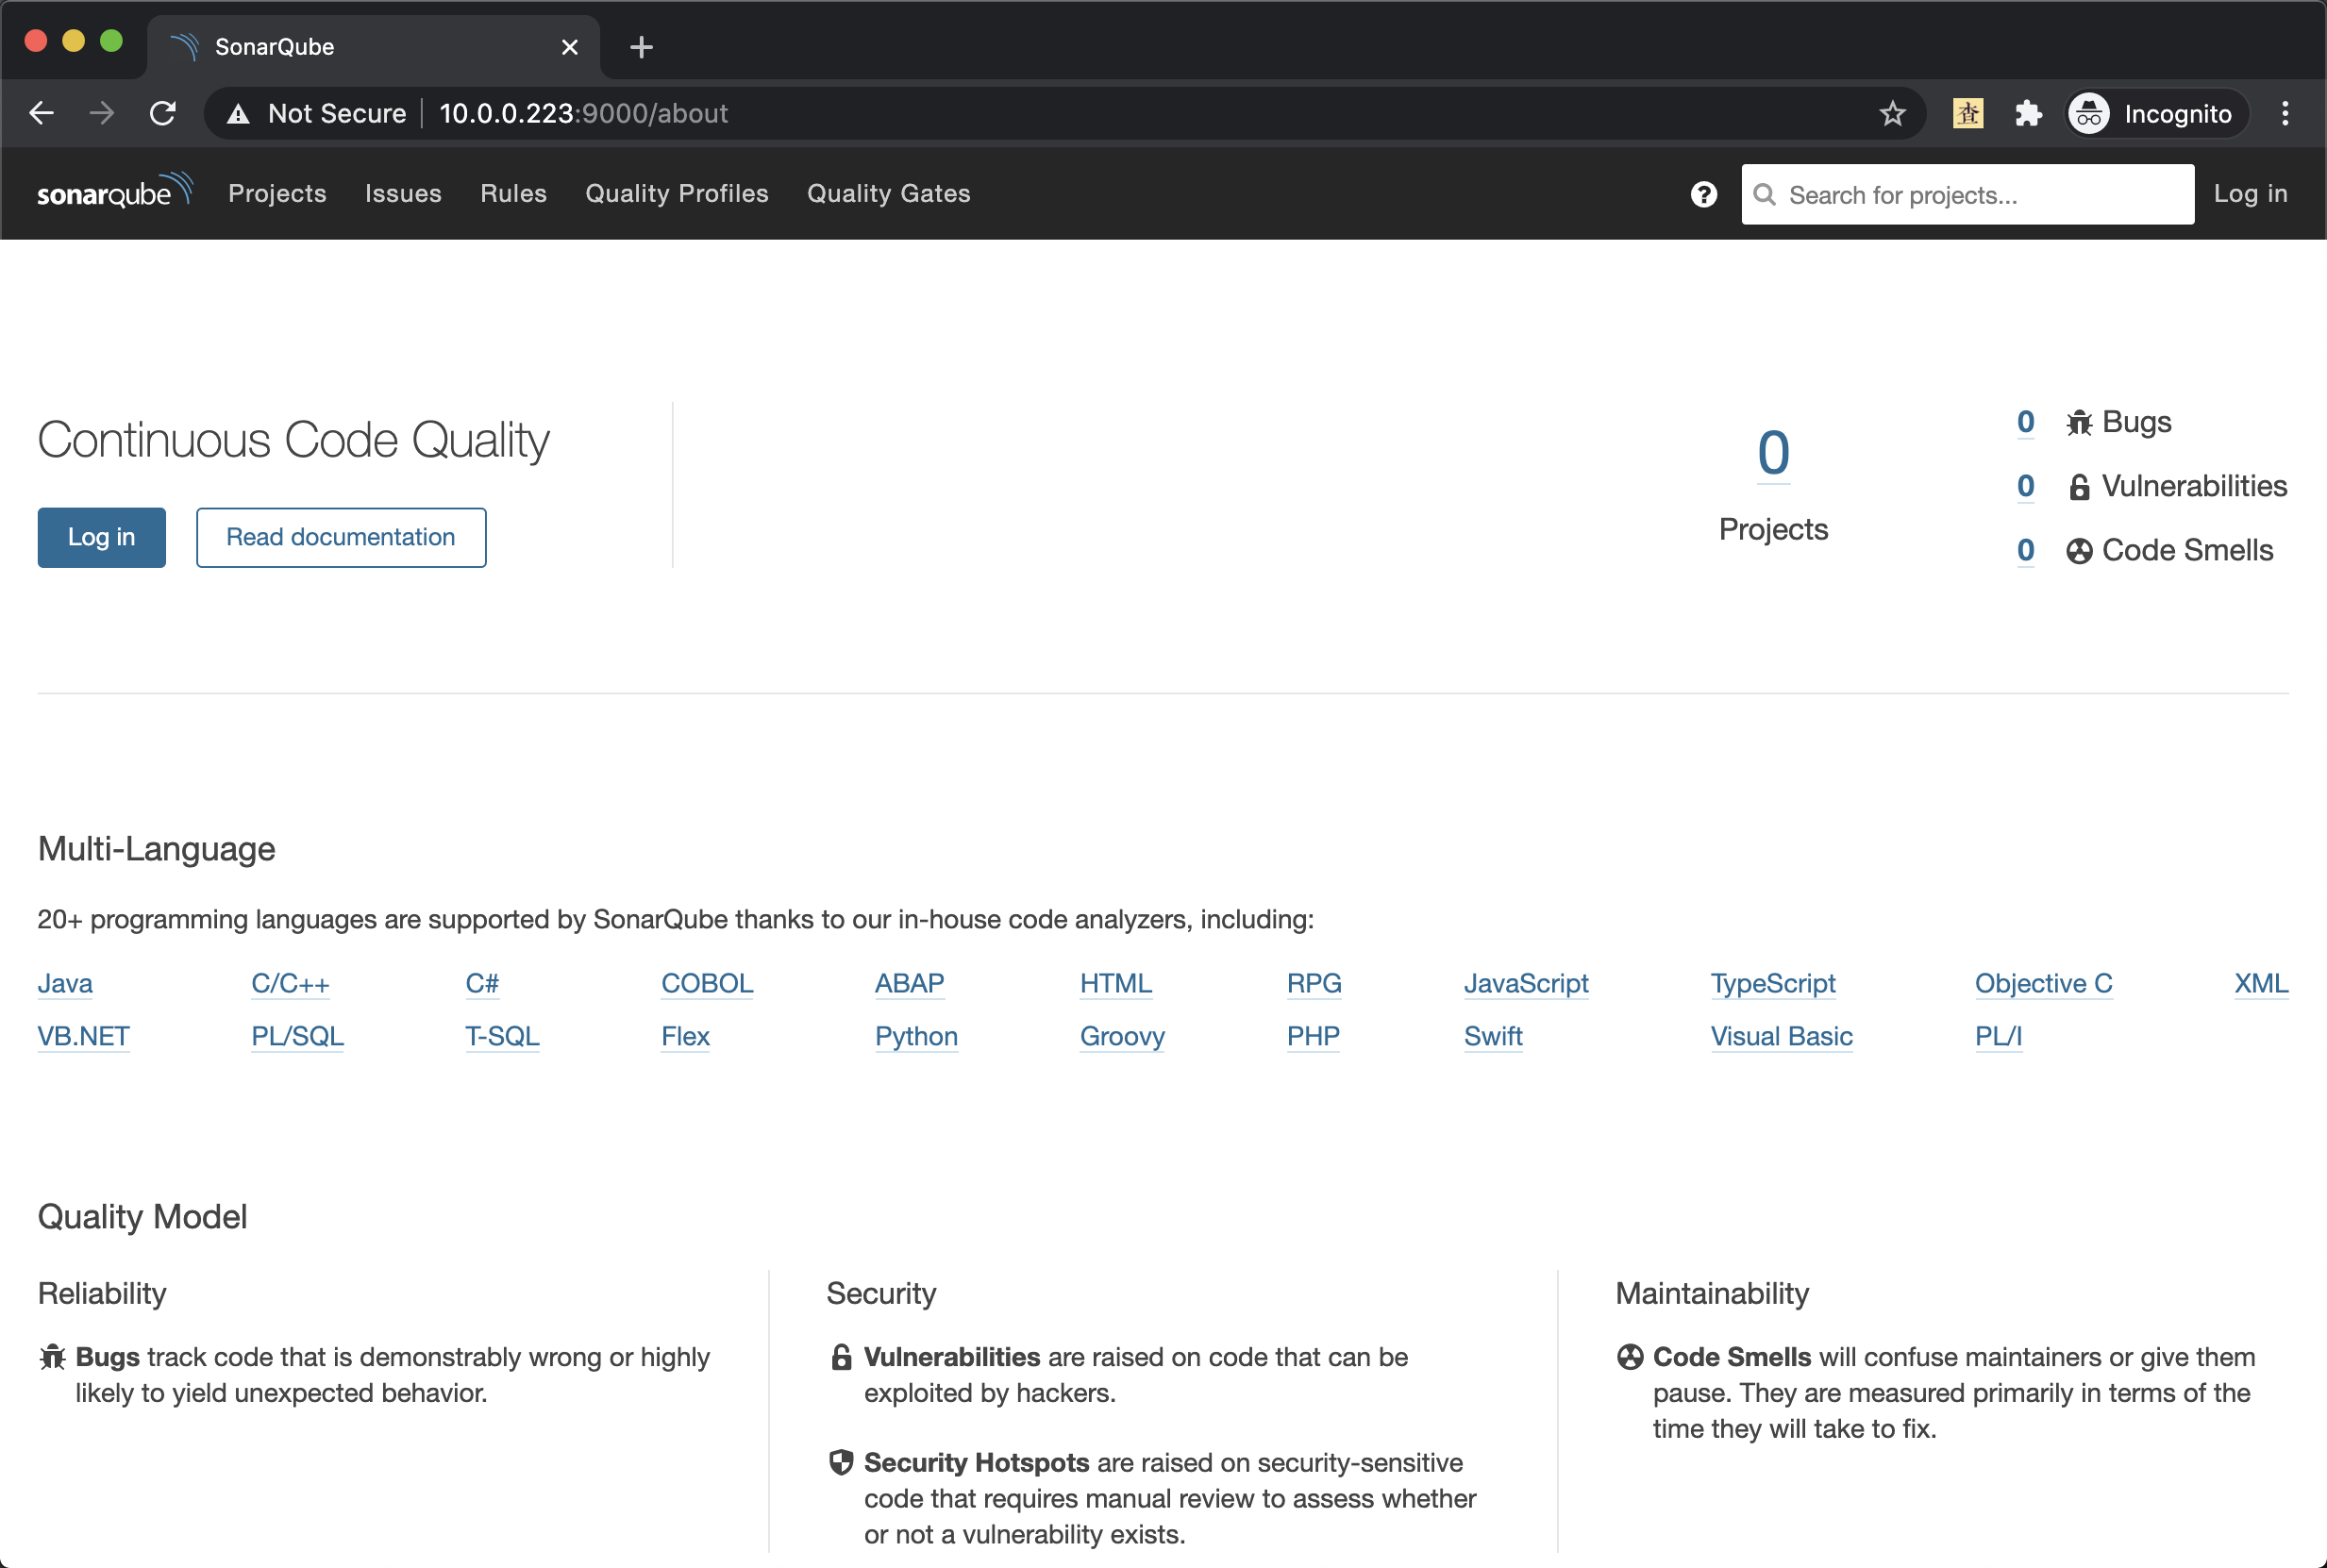 SonarQube
Not Secure 10.0.0.223:9000/about
查
Incognito
sonarqube Projects Issues Rules Quality Profiles Quality Gates
? Search for projects... Log in
Continuous Code Quality
Log in Read documentation
0
Projects
0 Bugs
0 Vulnerabilities
0 Code Smells
Multi-Language
20+ programming languages are supported by SonarQube thanks to our in-house code analyzers, including:
Java C/C++ C# COBOL ABAP HTML RPG JavaScript TypeScript Objective C XML
VB.NET PL/SQL T-SQL Flex Python Groovy PHP Swift Visual Basic PL/I
Quality Model
Reliability
Bugs track code that is demonstrably wrong or highly
likely to yield unexpected behavior.
Security
Vulnerabilities are raised on code that can be
exploited by hackers.
Security Hotspots are raised on security-sensitive
code that requires manual review to assess whether
or not a vulnerability exists.
Maintainability
Code Smells will confuse maintainers or give them
pause. They are measured primarily in terms of the
time they will take to fix.